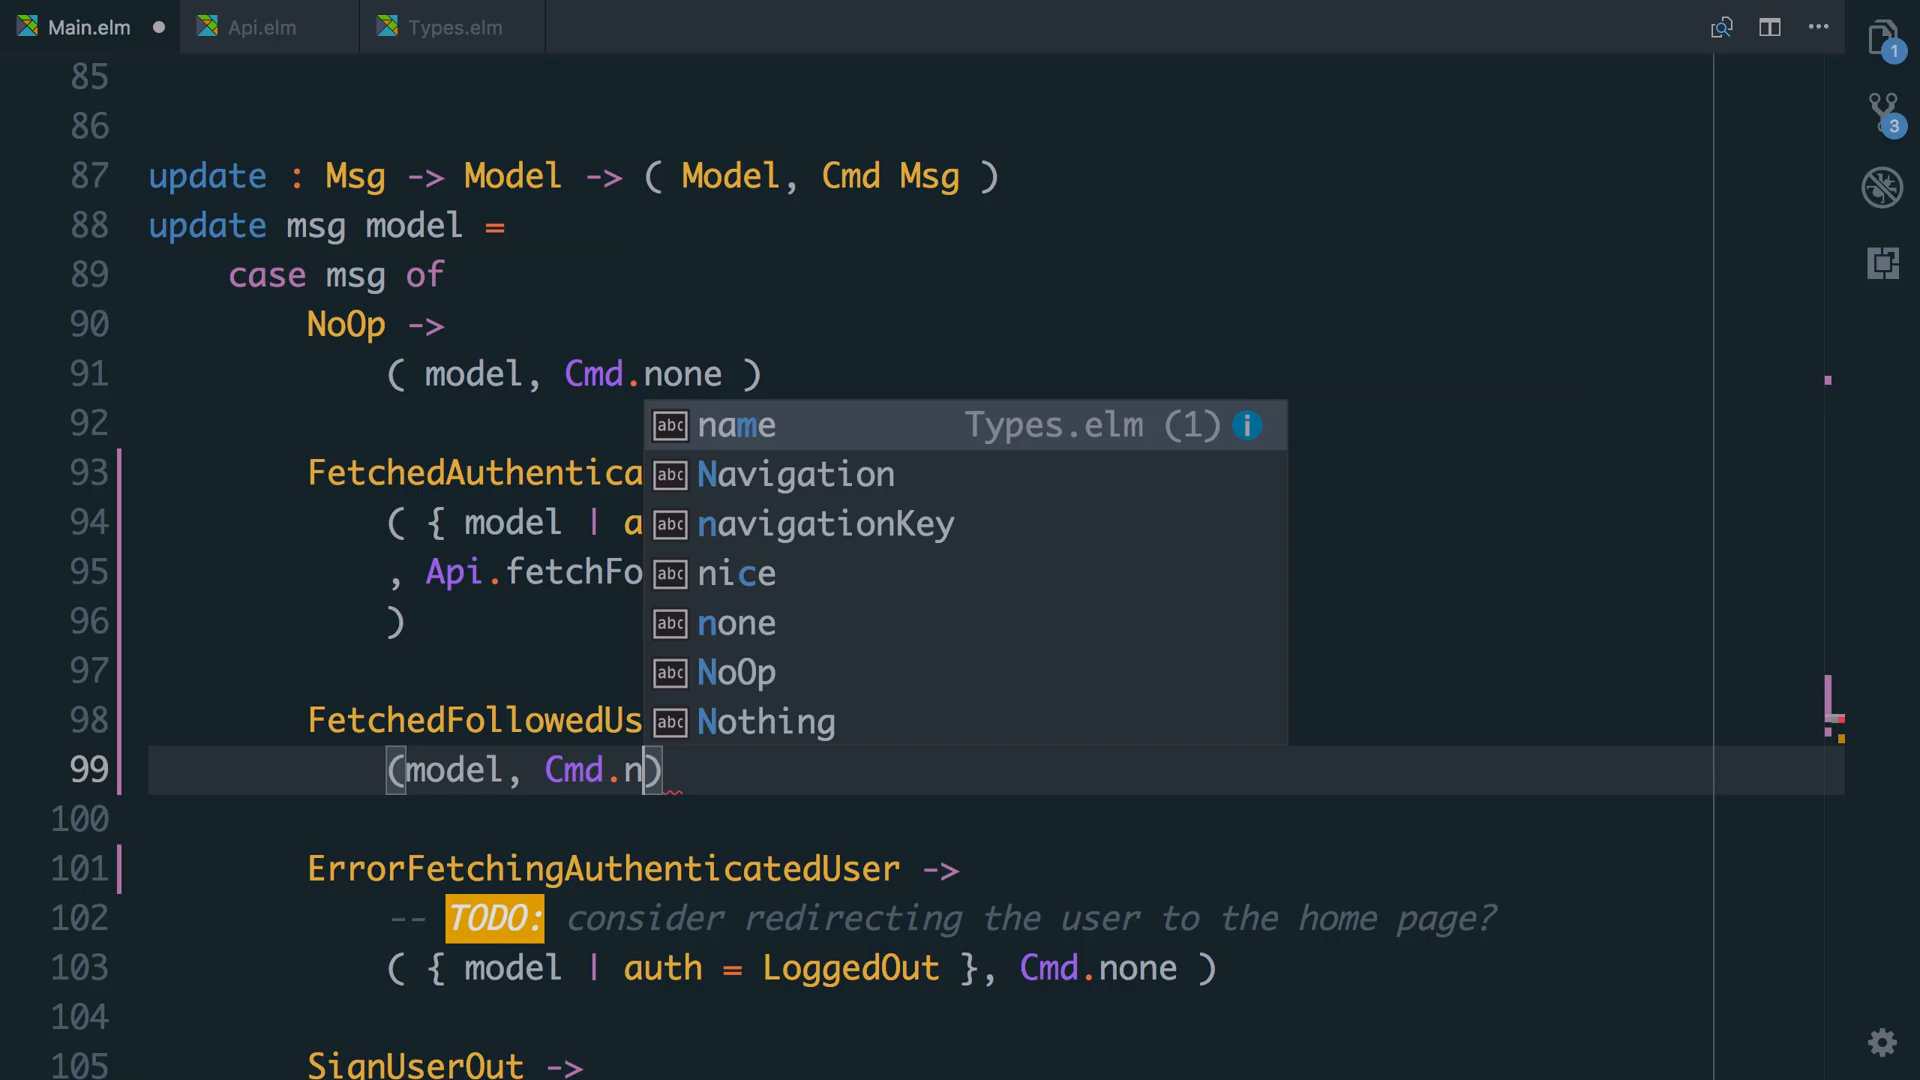 Main.elm
Api.elm
Types.elm
1
3
85
86
87 update : Msg -> Model -> ( Model, Cmd Msg )
88 update msg model =
89 case msg of
90 NoOp ->
91 ( model, Cmd.none )
92
93 FetchedAuthentica
94 ( { model | a
95 , Api.fetchFo
96 )
97
98 FetchedFollowedUs
abc name Types.elm (1) i
abc Navigation
abc navigationKey
abc nice
abc none
abc NoOp
abc Nothing
99 (model, Cmd.n)
100
101 ErrorFetchingAuthenticatedUser ->
102 -- TODO: consider redirecting the user to the home page?
103 ( { model | auth = LoggedOut }, Cmd.none )
104
105 SignUserOut ->